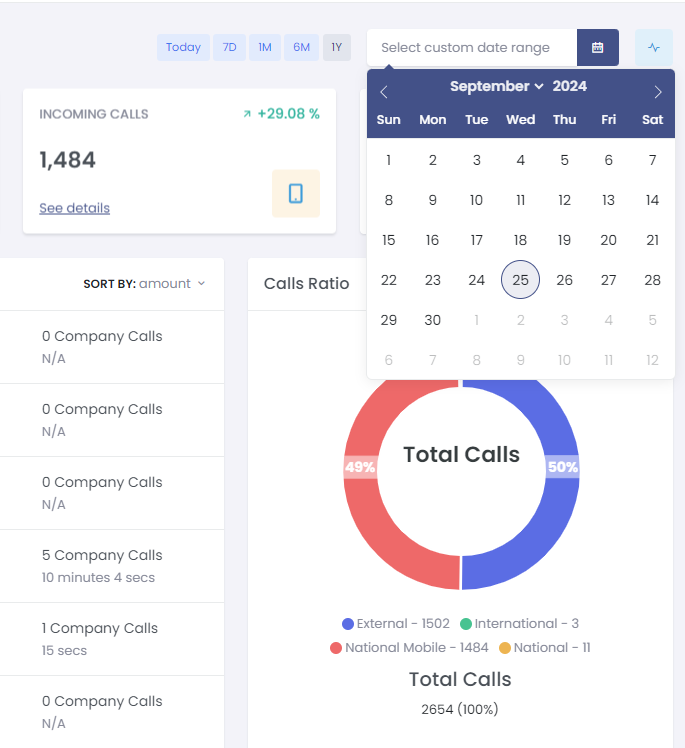 Today 7D 1M 6M 1Y Select custom date range
September 2024
Sun Mon Tue Wed Thu Fri Sat
1 2 3 4 5 6 7
8 9 10 11 12 13 14
15 16 17 18 19 20 21
22 23 24 25 26 27 28
29 30 1 2 3 4 5
6 7 8 9 10 11 12
INCOMING CALLS +29.08 %
1,484
See details
SORT BY: amount
0 Company Calls
N/A
0 Company Calls
N/A
0 Company Calls
N/A
5 Company Calls
10 minutes 4 secs
1 Company Calls
15 secs
0 Company Calls
N/A
Calls Ratio
Total Calls
49% 50%
External - 1502 International - 3
National Mobile - 1484 National - 11
Total Calls
2654 (100%)